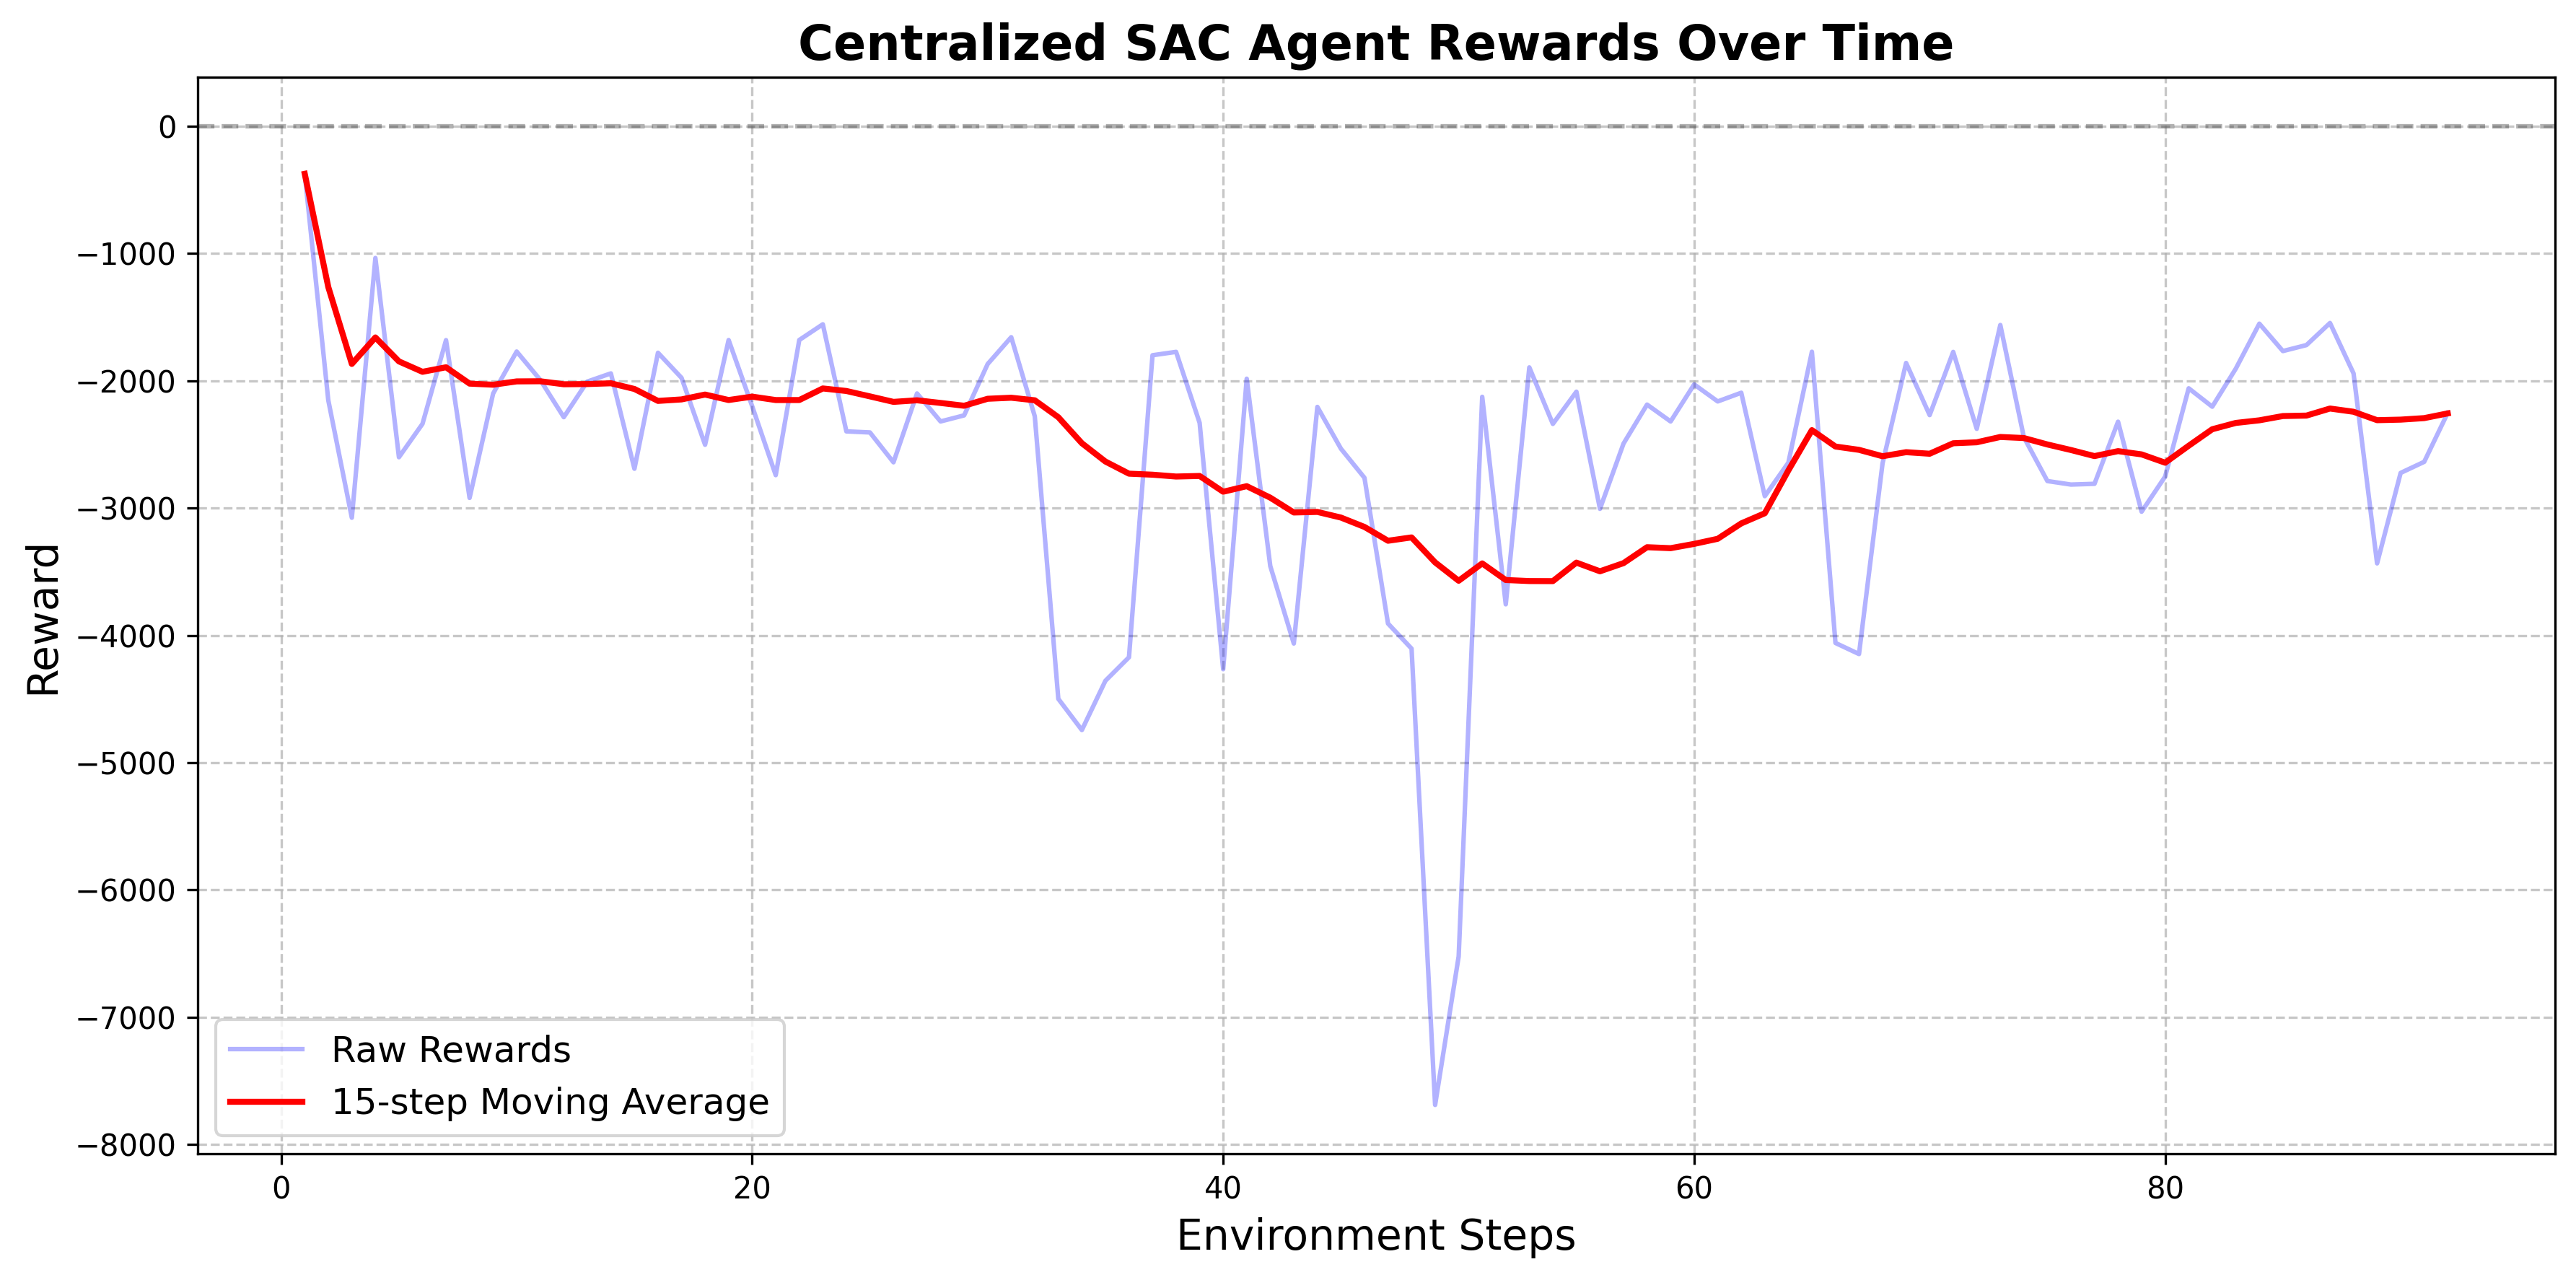 Centralized SAC Agent Rewards Over Time
0
−1000
−2000
−3000
−4000
−5000
−6000
−7000
−8000
Reward
Raw Rewards
15-step Moving Average
0 20 40 60 80
Environment Steps